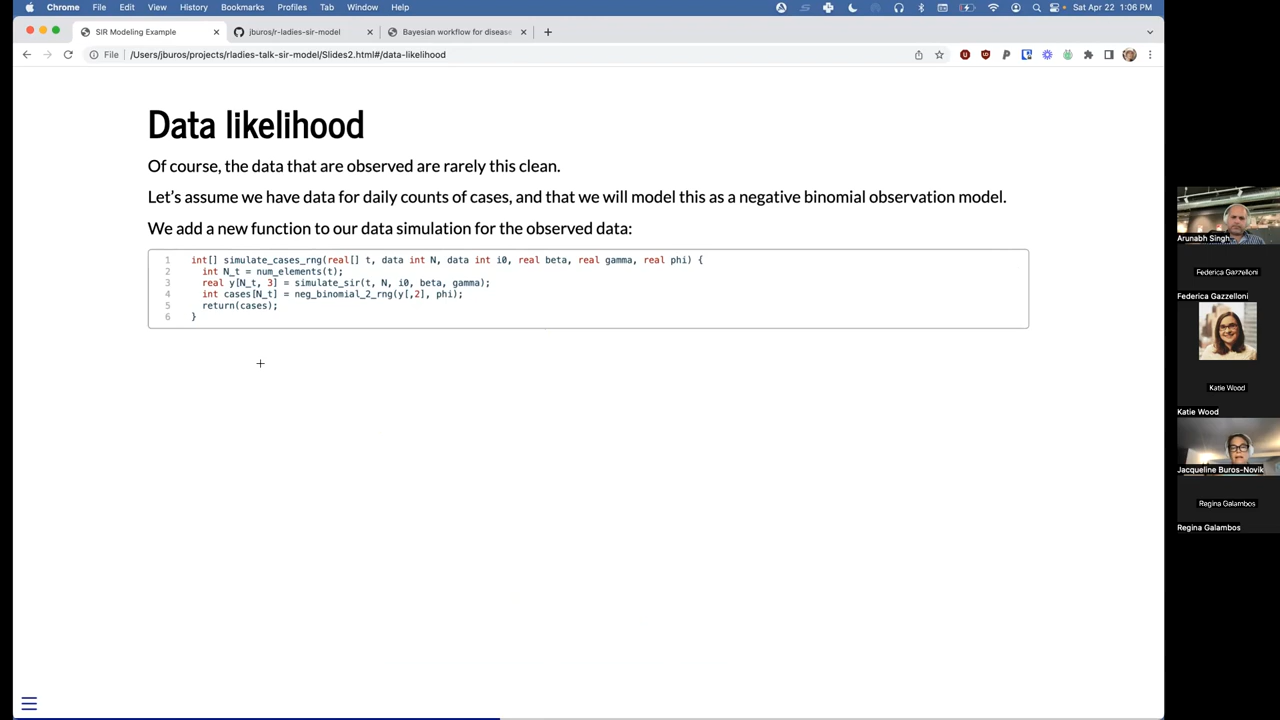 Chrome File Edit View History Bookmarks Profiles Tab Window Help Sat Apr 22 1:06 PM
SIR Modeling Example jburos/r-ladies-sir-model Bayesian workflow for disease
File /Users/jburos/projects/rladies-talk-sir-model/Slides2.html#/data-likelihood
Data likelihood
Of course, the data that are observed are rarely this clean.
Let's assume we have data for daily counts of cases, and that we will model this as a negative binomial observation model.
We add a new function to our data simulation for the observed data:
1 int[] simulate_cases_rng(real[] t, data int N, data int i0, real beta, real gamma, real phi) {
2 int N_t = num_elements(t);
3 real y[N_t, 3] = simulate_sir(t, N, i0, beta, gamma);
4 int cases[N_t] = neg_binomial_2_rng(y[,2], phi);
5 return(cases);
6 }
Arunabh Singh
Federica Gazzelloni
Federica Gazzelloni
Katie Wood
Katie Wood
Jacqueline Buros-Novik
Regina Galambos
Regina Galambos